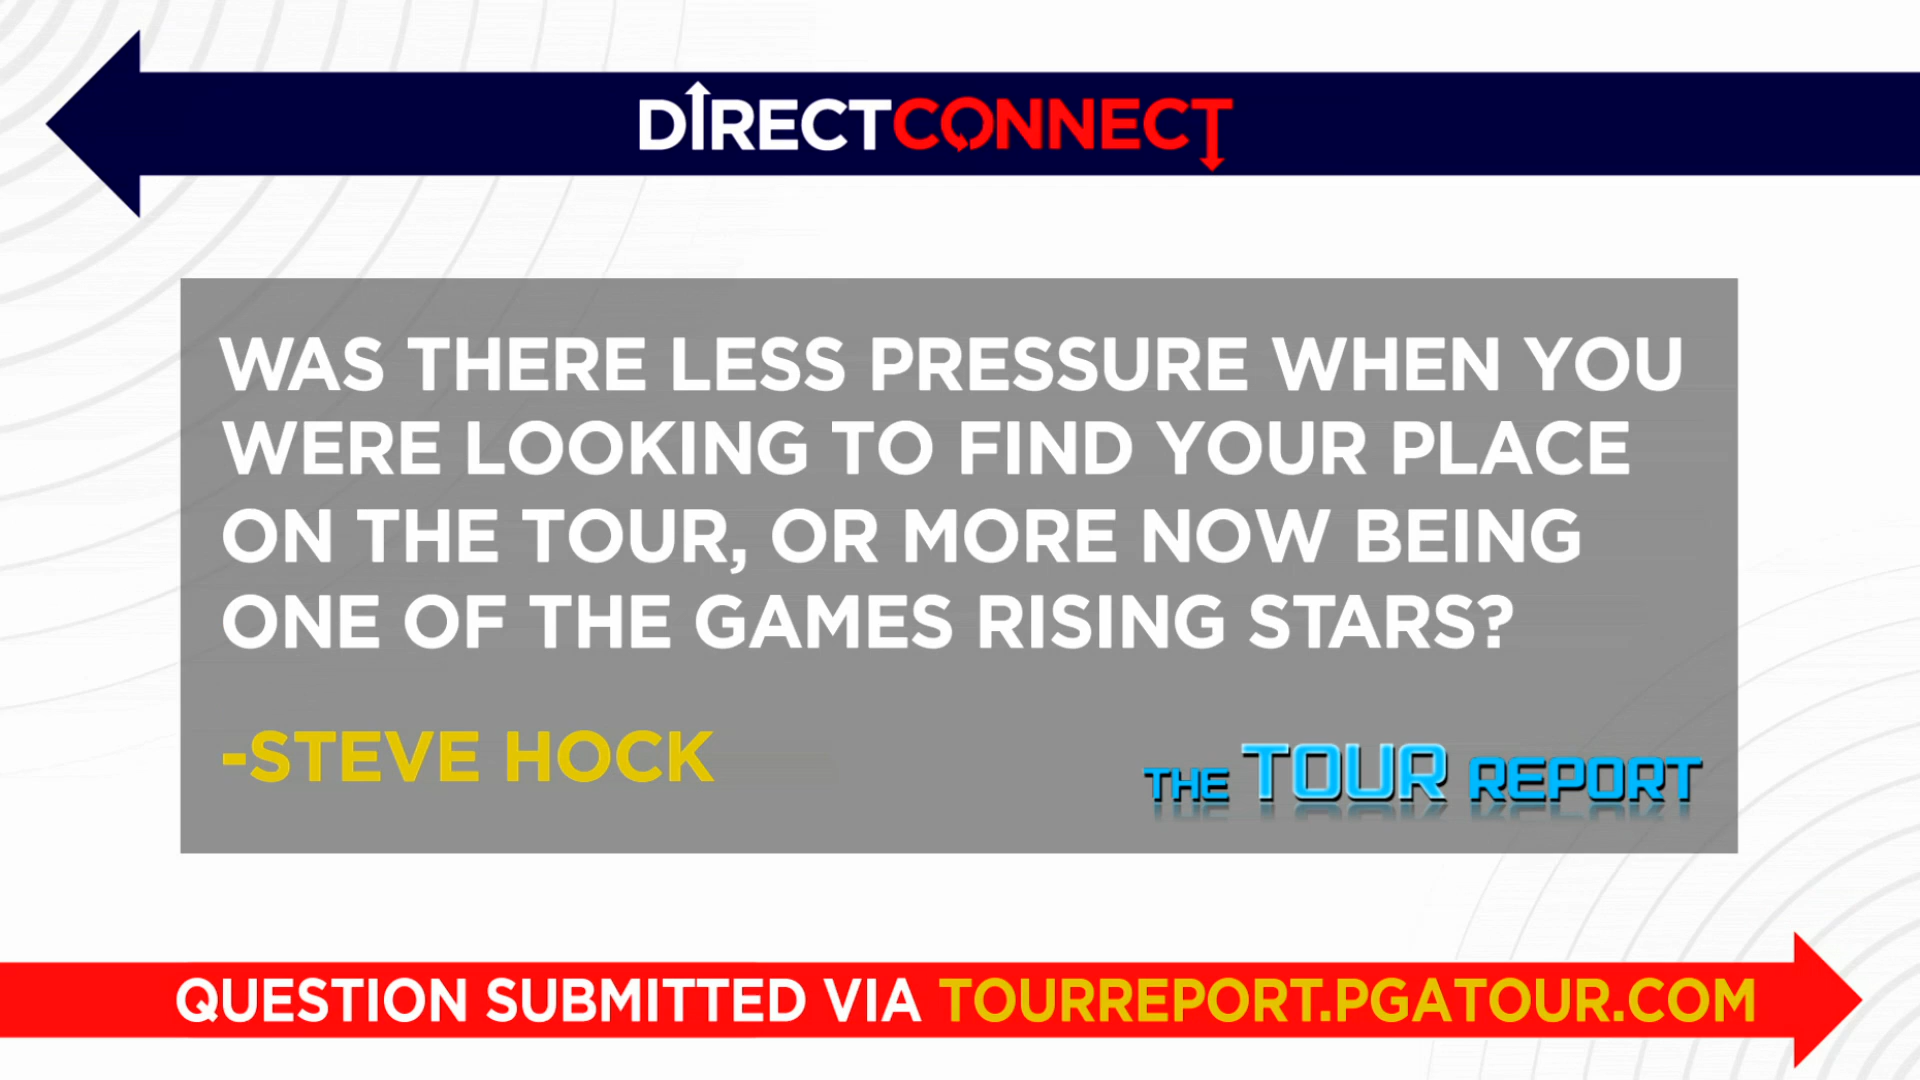 DIRECTCONNECT
WAS THERE LESS PRESSURE WHEN YOU
WERE LOOKING TO FIND YOUR PLACE
ON THE TOUR, OR MORE NOW BEING
ONE OF THE GAMES RISING STARS?
-STEVE HOCK
THE TOUR REPORT
QUESTION SUBMITTED VIA TOURREPORT.PGATOUR.COM